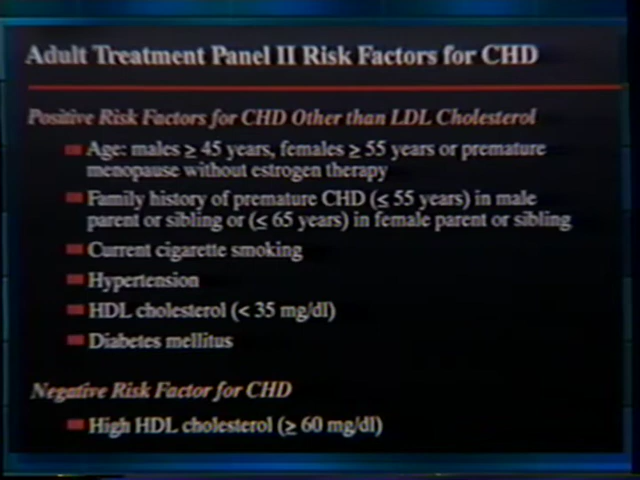 Adult Treatment Panel II Risk Factors for CHD
Positive Risk Factors for CHD Other than LDL Cholesterol
Age: males ≥ 45 years, females ≥ 55 years or premature
menopause without estrogen therapy
Family history of premature CHD (≤ 55 years) in male
parent or sibling or (≤ 65 years) in female parent or sibling
Current cigarette smoking
Hypertension
HDL cholesterol (< 35 mg/dl)
Diabetes mellitus
Negative Risk Factor for CHD
High HDL cholesterol (≥ 60 mg/dl)